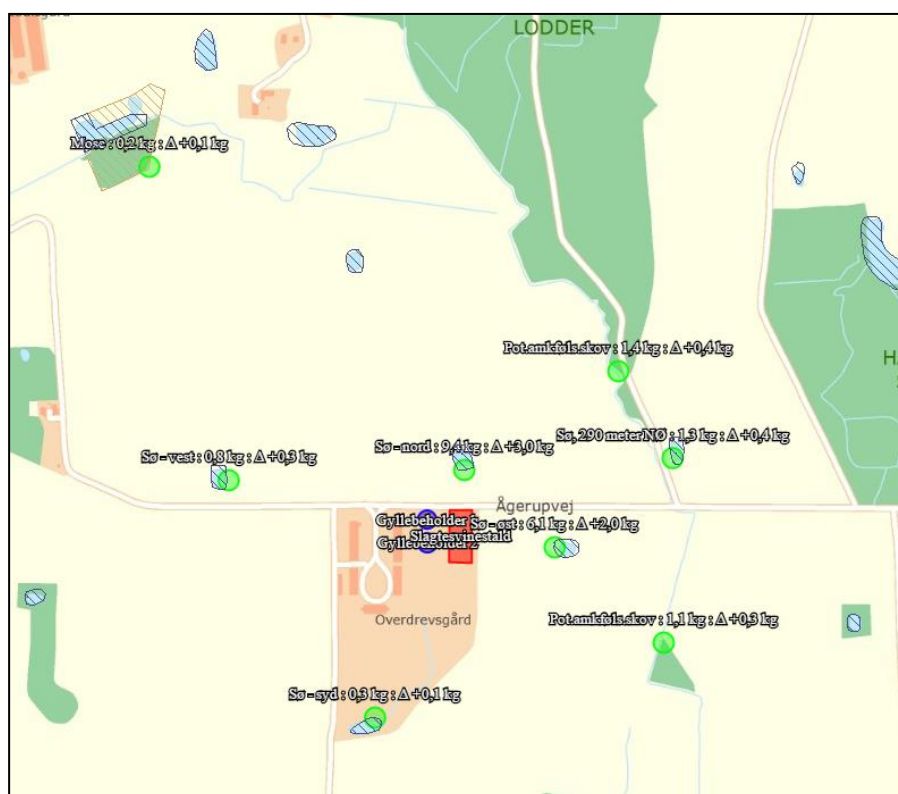 LODDER
Mose : 0,2 kg : Δ +0,1 kg
Pot.amkføls.skov : 1,4 kg : Δ +0,4 kg
Sø, 290 meter NØ : 1,3 kg : Δ +0,4 kg
Sø - nord : 9,4 kg : Δ +3,0 kg
Sø - vest : 0,8 kg : Δ +0,3 kg
Ågerupvej
Gyllebeholder
Sø - øst : 6,1 kg : Δ +2,0 kg
Slagtesvinestald
Gyllebeholder 2
Overdrevsgård
Pot.amkføls.skov : 1,1 kg : Δ +0,3 kg
Sø - syd : 0,3 kg : Δ +0,1 kg